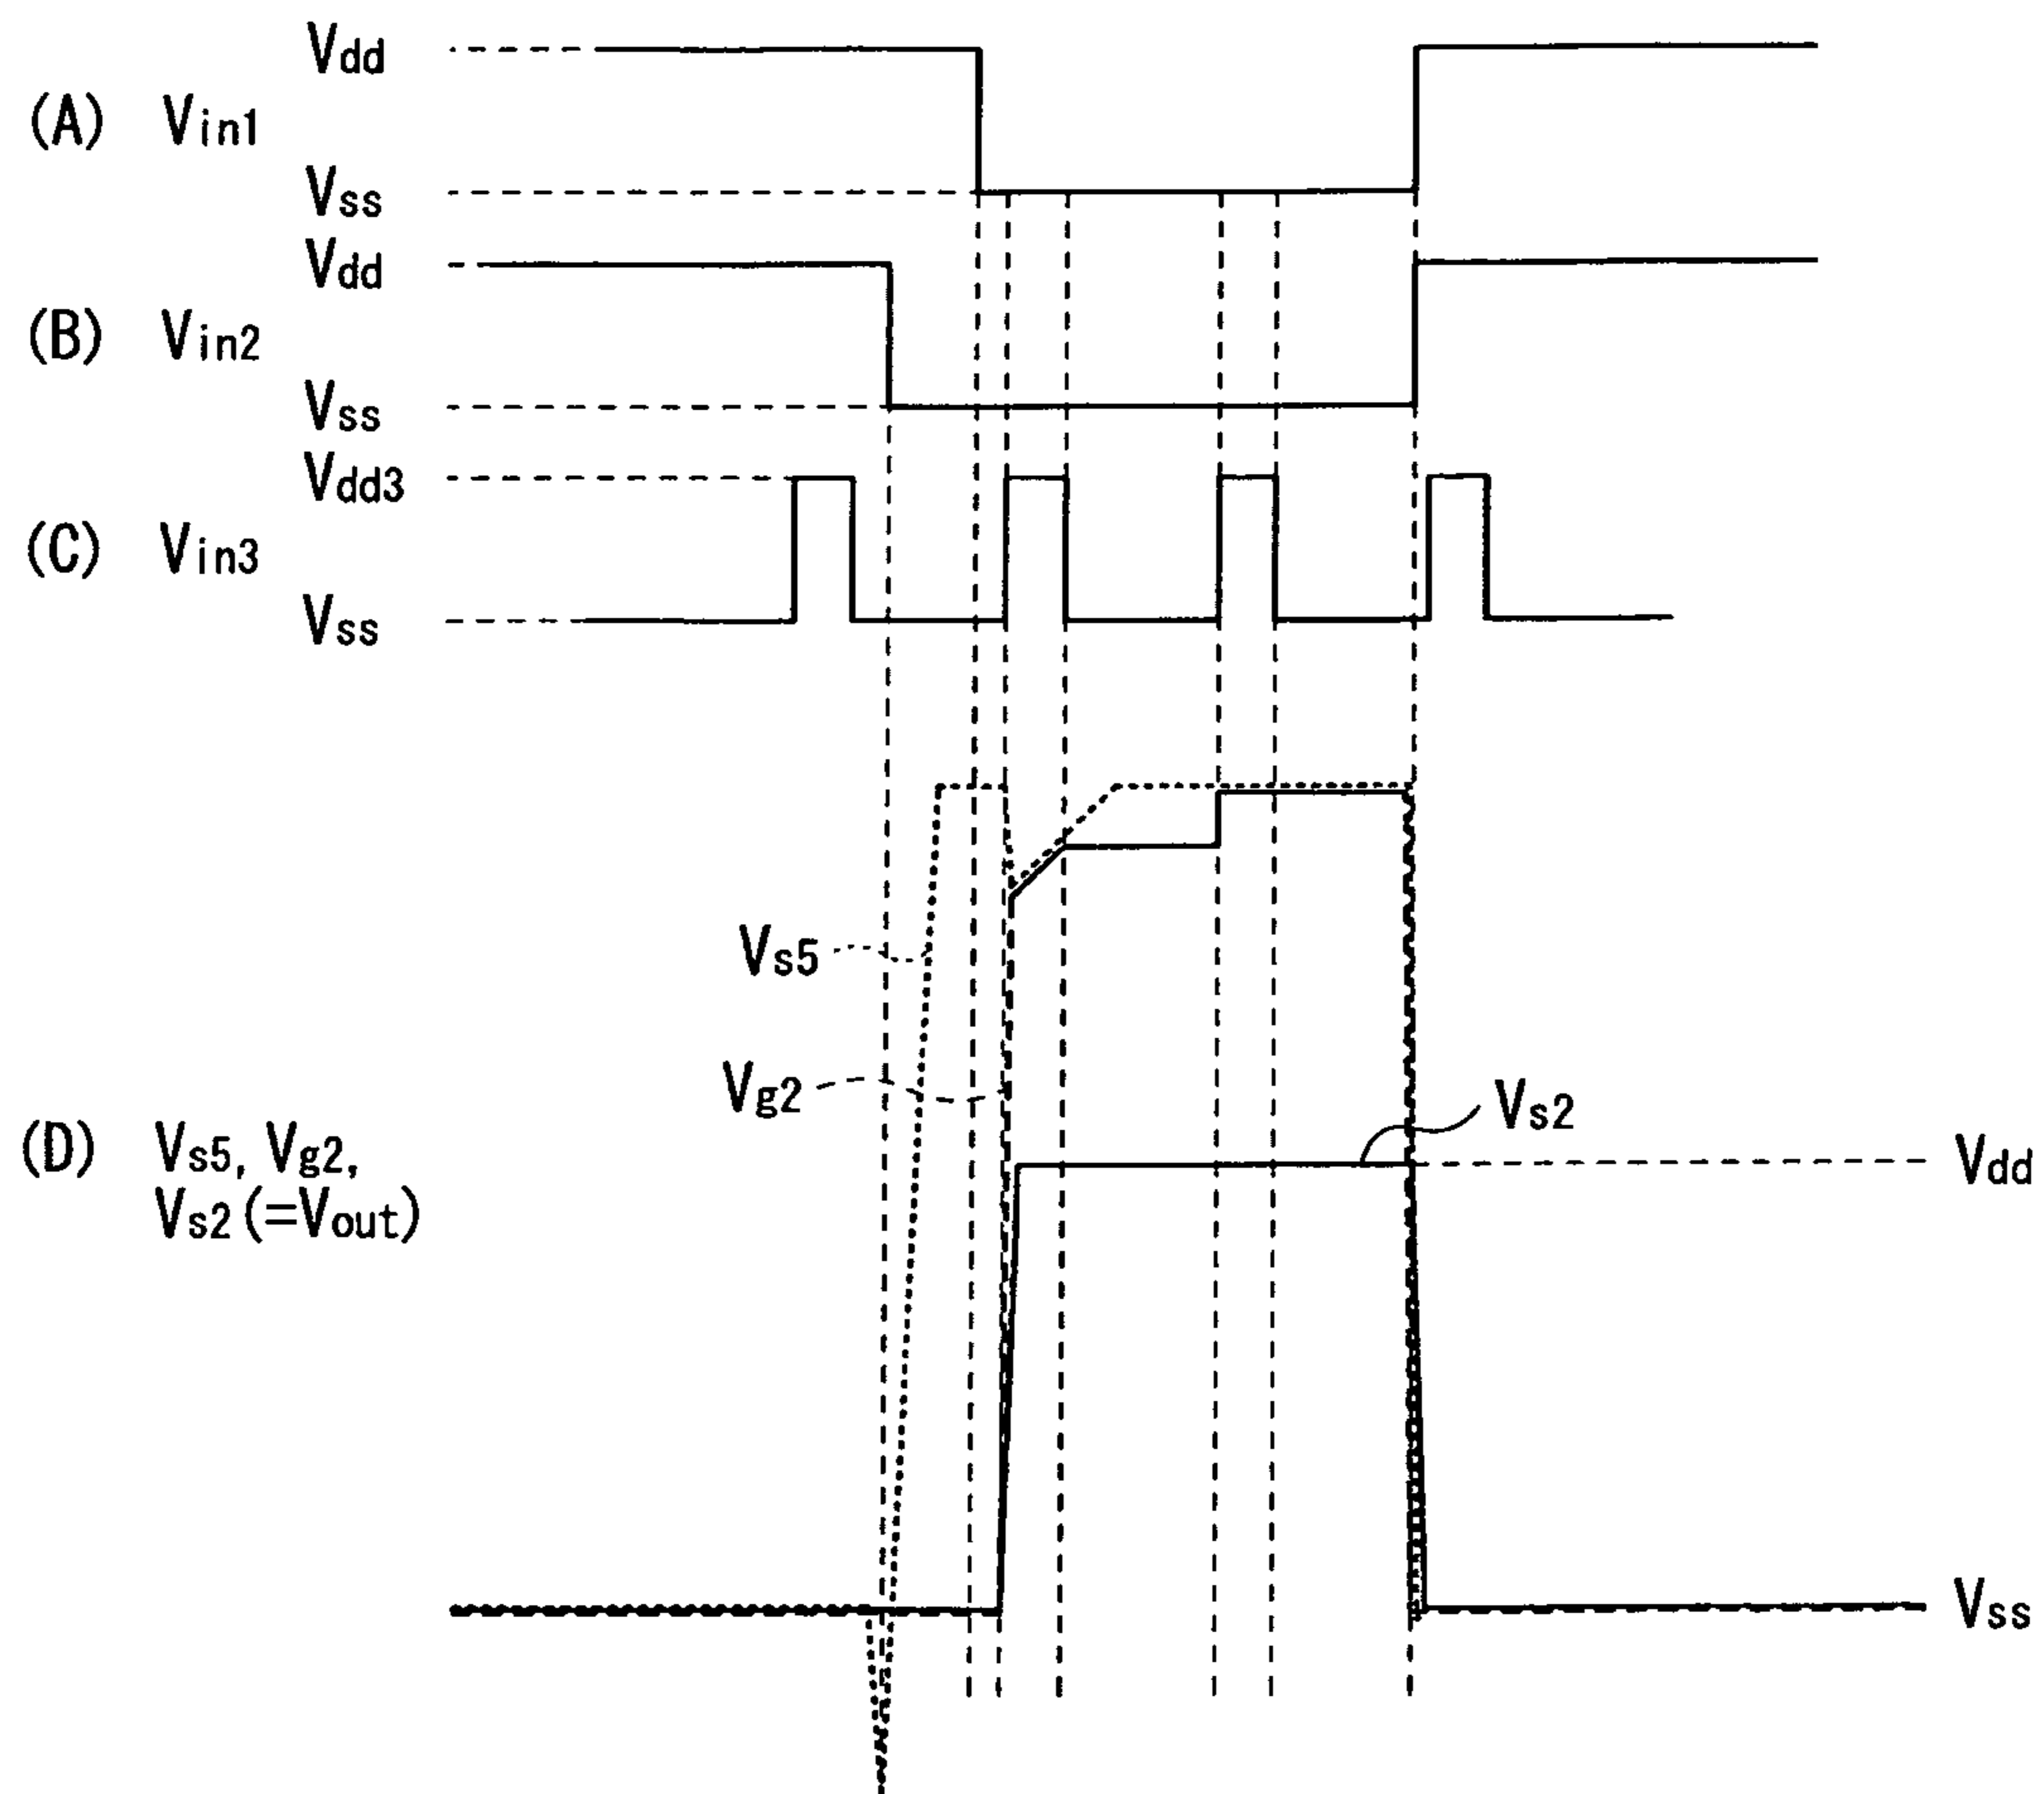 Vdd
(A) Vin1
Vss
Vdd
(B) Vin2
Vss
Vdd3
(C) Vin3
Vss
Vs5
Vg2
Vs2
(D) Vs5, Vg2,
Vs2(=Vout)
Vdd
Vss